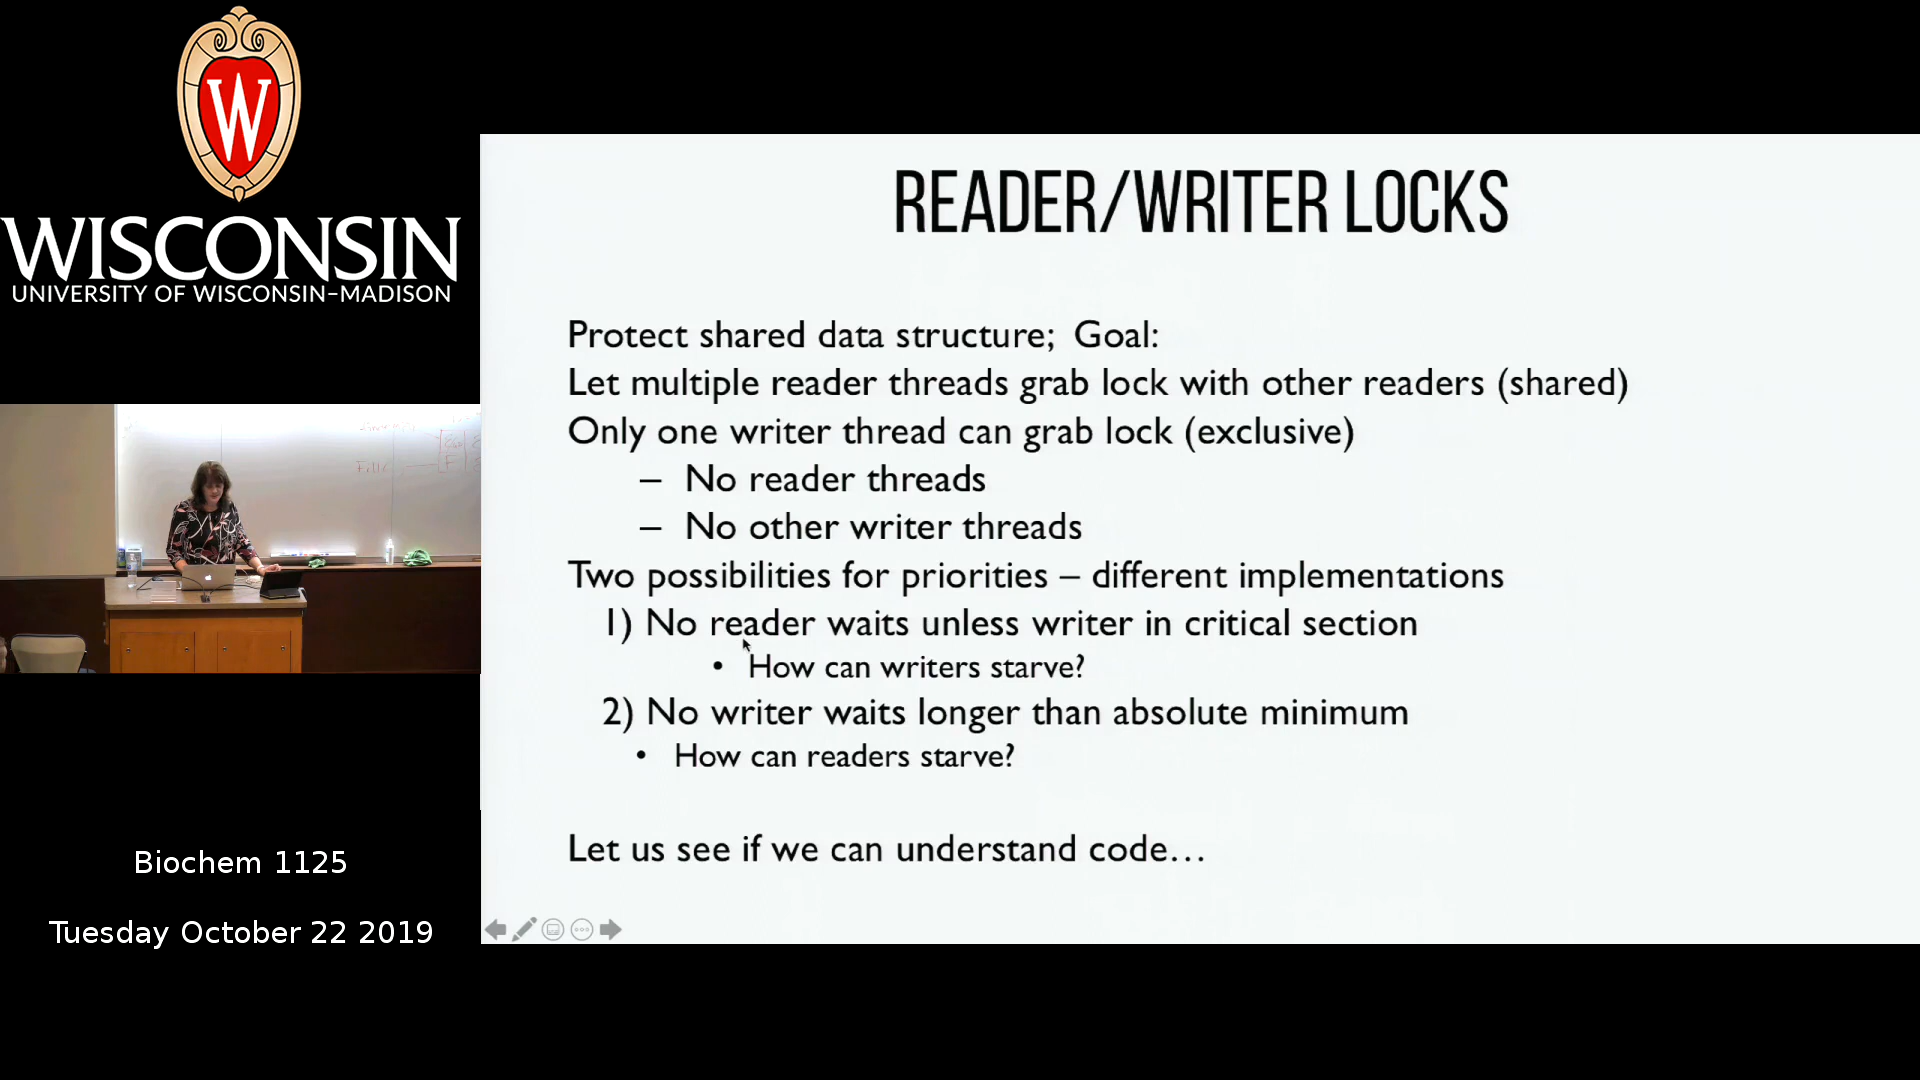 W
WISCONSIN
UNIVERSITY OF WISCONSIN–MADISON
READER/WRITER LOCKS
Protect shared data structure; Goal:
Let multiple reader threads grab lock with other readers (shared)
Only one writer thread can grab lock (exclusive)
– No reader threads
– No other writer threads
Two possibilities for priorities – different implementations
1) No reader waits unless writer in critical section
• How can writers starve?
2) No writer waits longer than absolute minimum
• How can readers starve?
Let us see if we can understand code…
Biochem 1125
Tuesday October 22 2019